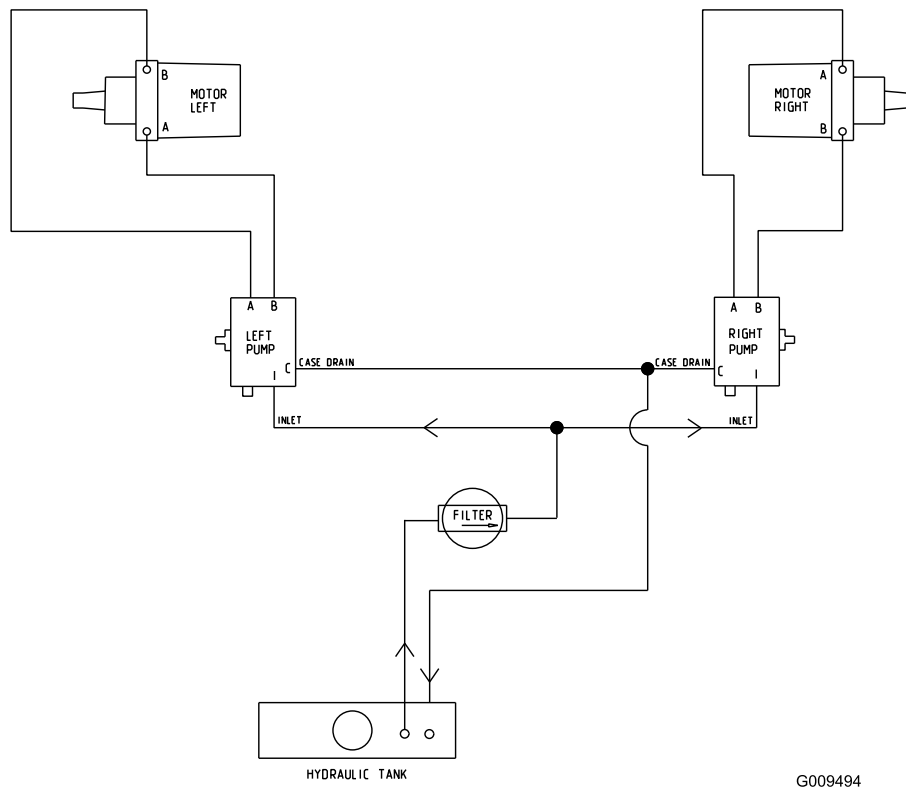 B
MOTOR
LEFT
A
A
MOTOR
RIGHT
B
A B
LEFT
PUMP
C
I
CASE DRAIN
INLET
A B
RIGHT
PUMP
C
I
CASE DRAIN
INLET
FILTER
HYDRAULIC TANK
G009494